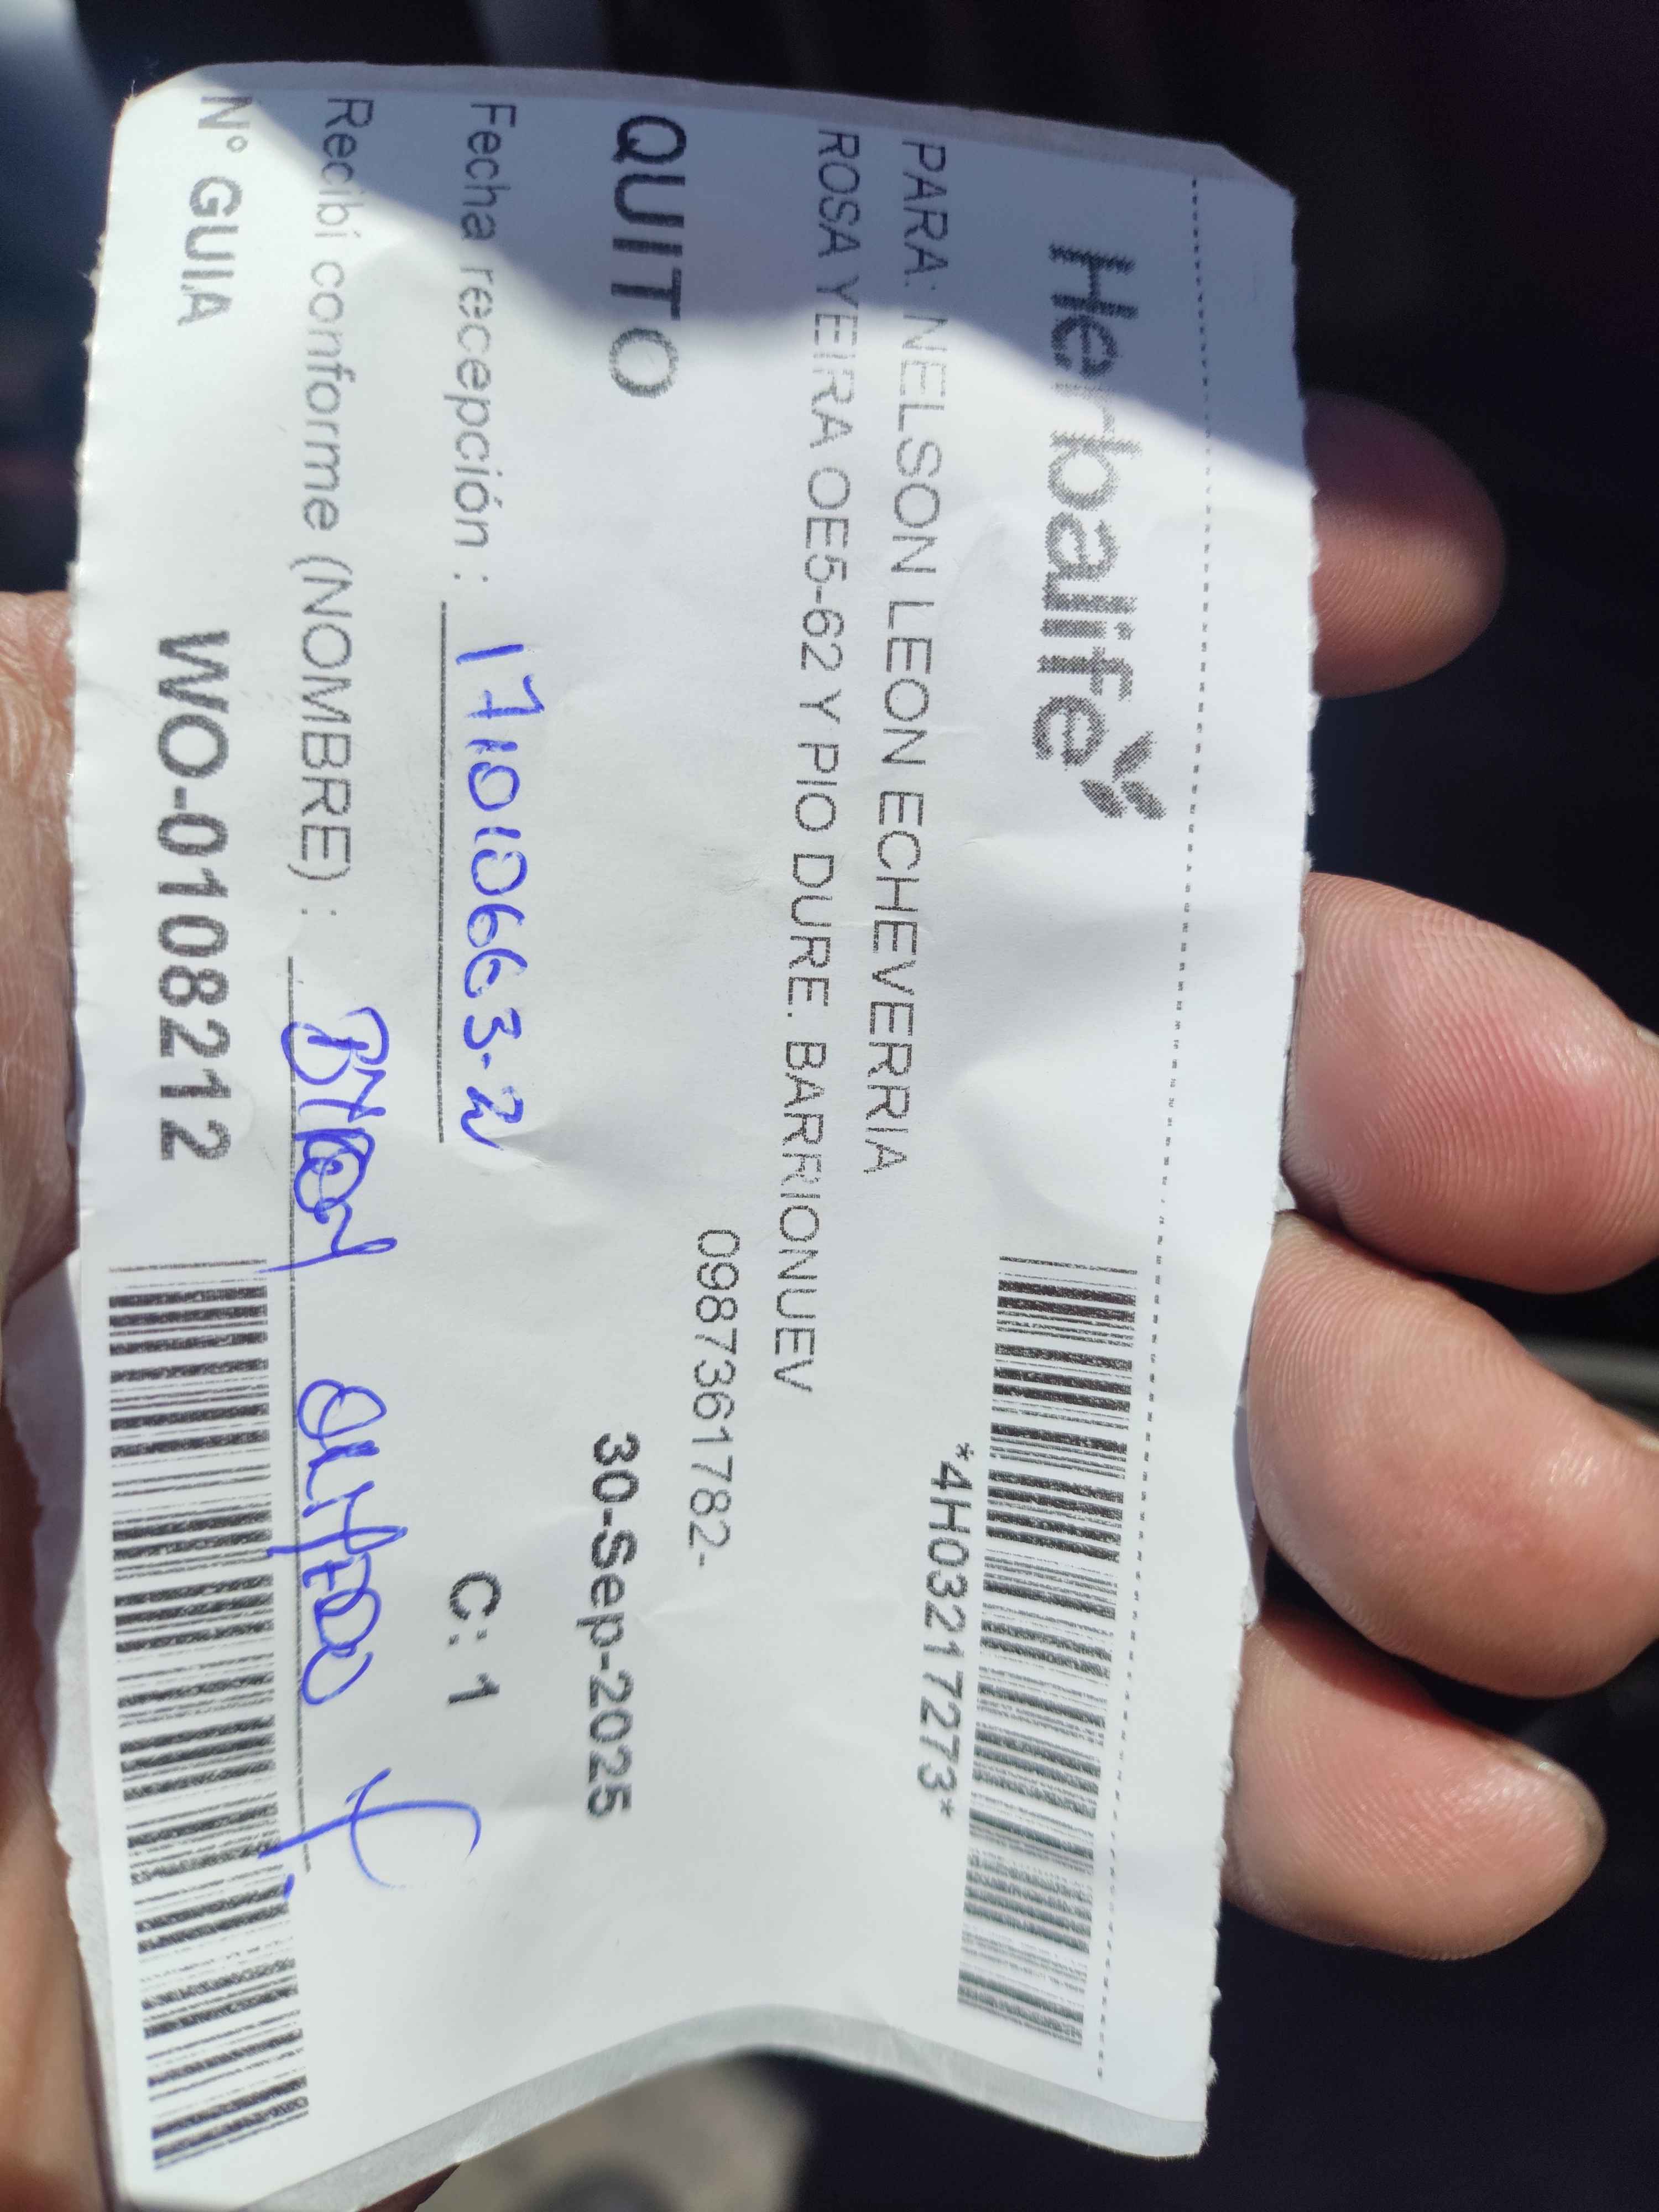 Herbalife
*4H03217273*
PARA: NELSON LEON ECHEVERRIA
ROSA YEIRA OE5-62 Y PIO DURE. BARRIONUEV
0987361782-
QUITO
30-Sep-2025
Fecha recepción : 171010663-2
C: 1
Recibí conforme (NOMBRE) :
N° GUIA WO-0108212